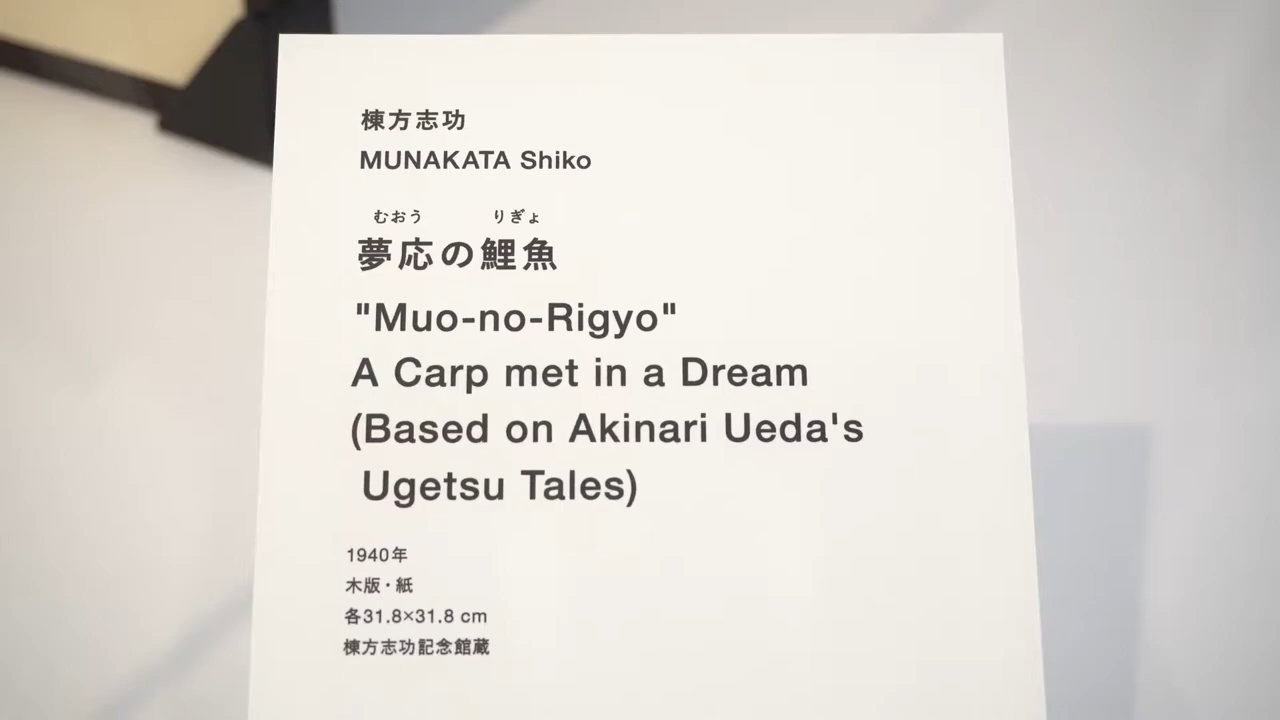 棟方志功
MUNAKATA Shiko
むおう りぎょ
夢応の鯉魚
"Muo-no-Rigyo"
A Carp met in a Dream
(Based on Akinari Ueda's
Ugetsu Tales)
1940年
木版・紙
各31.8×31.8 cm
棟方志功記念館蔵